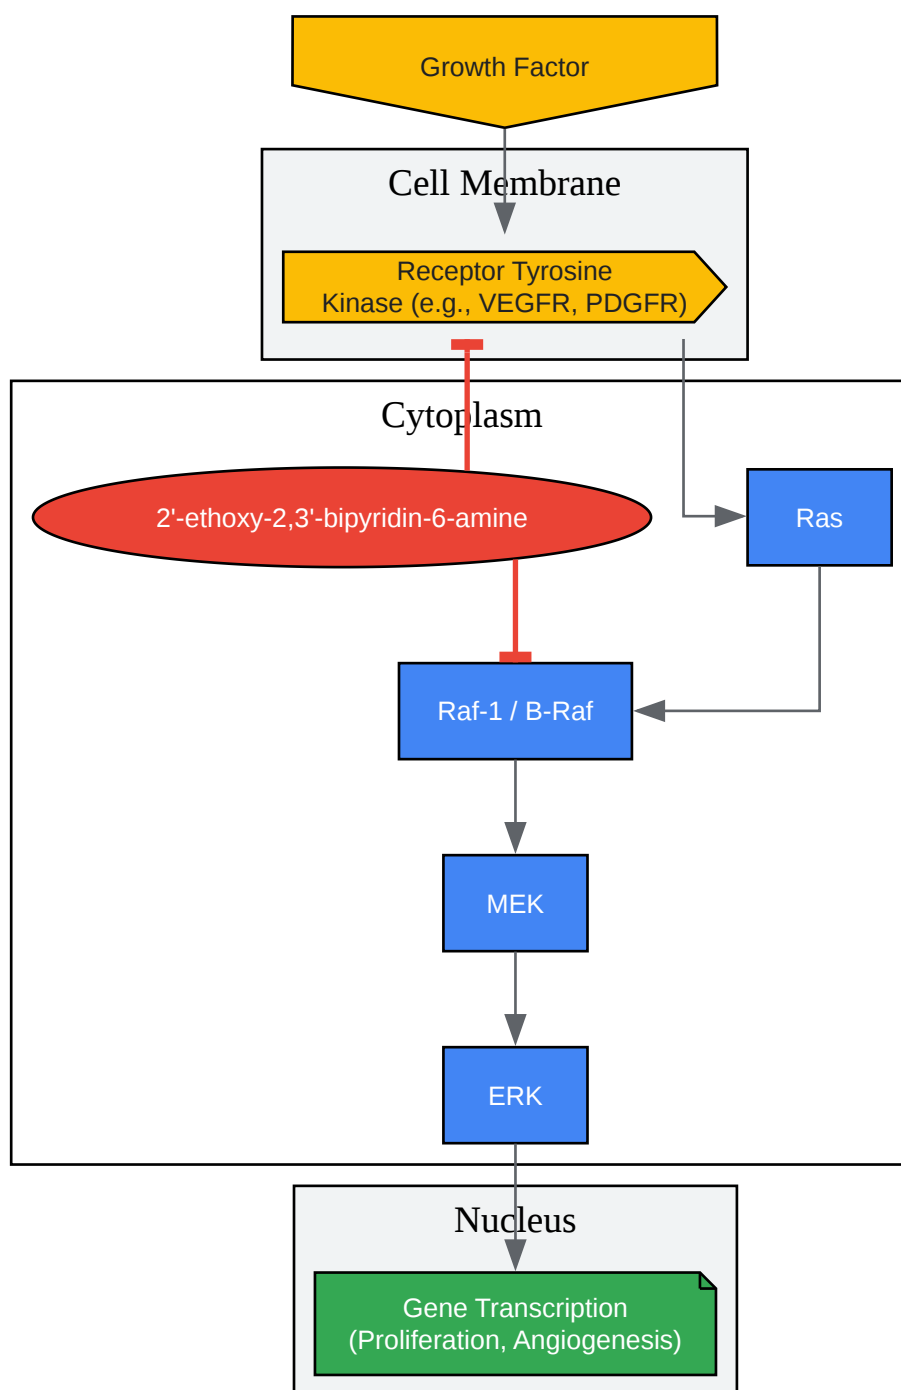 Growth Factor
Cell Membrane
Receptor Tyrosine
Kinase (e.g., VEGFR, PDGFR)
Cytoplasm
2'-ethoxy-2,3'-bipyridin-6-amine
Ras
Raf-1 / B-Raf
MEK
ERK
Nucleus
Gene Transcription
(Proliferation, Angiogenesis)